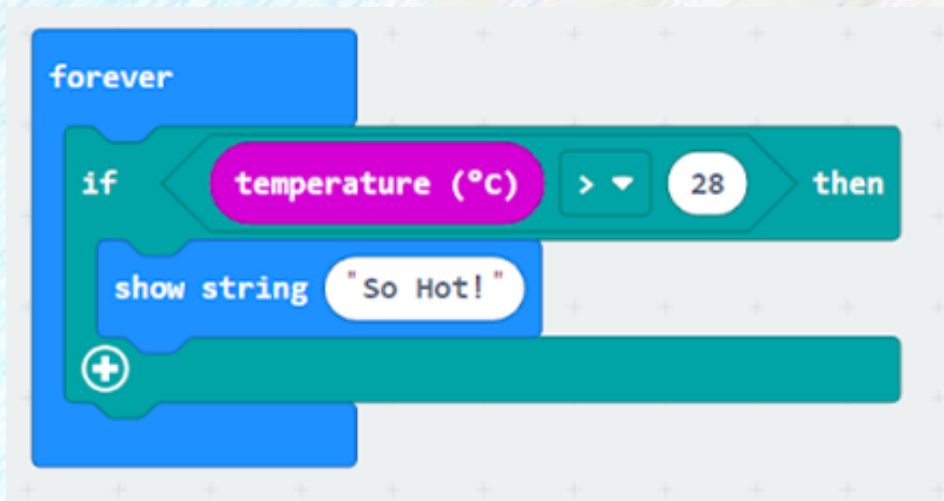 forever
if temperature (°C) > 28 then
show string "So Hot!"